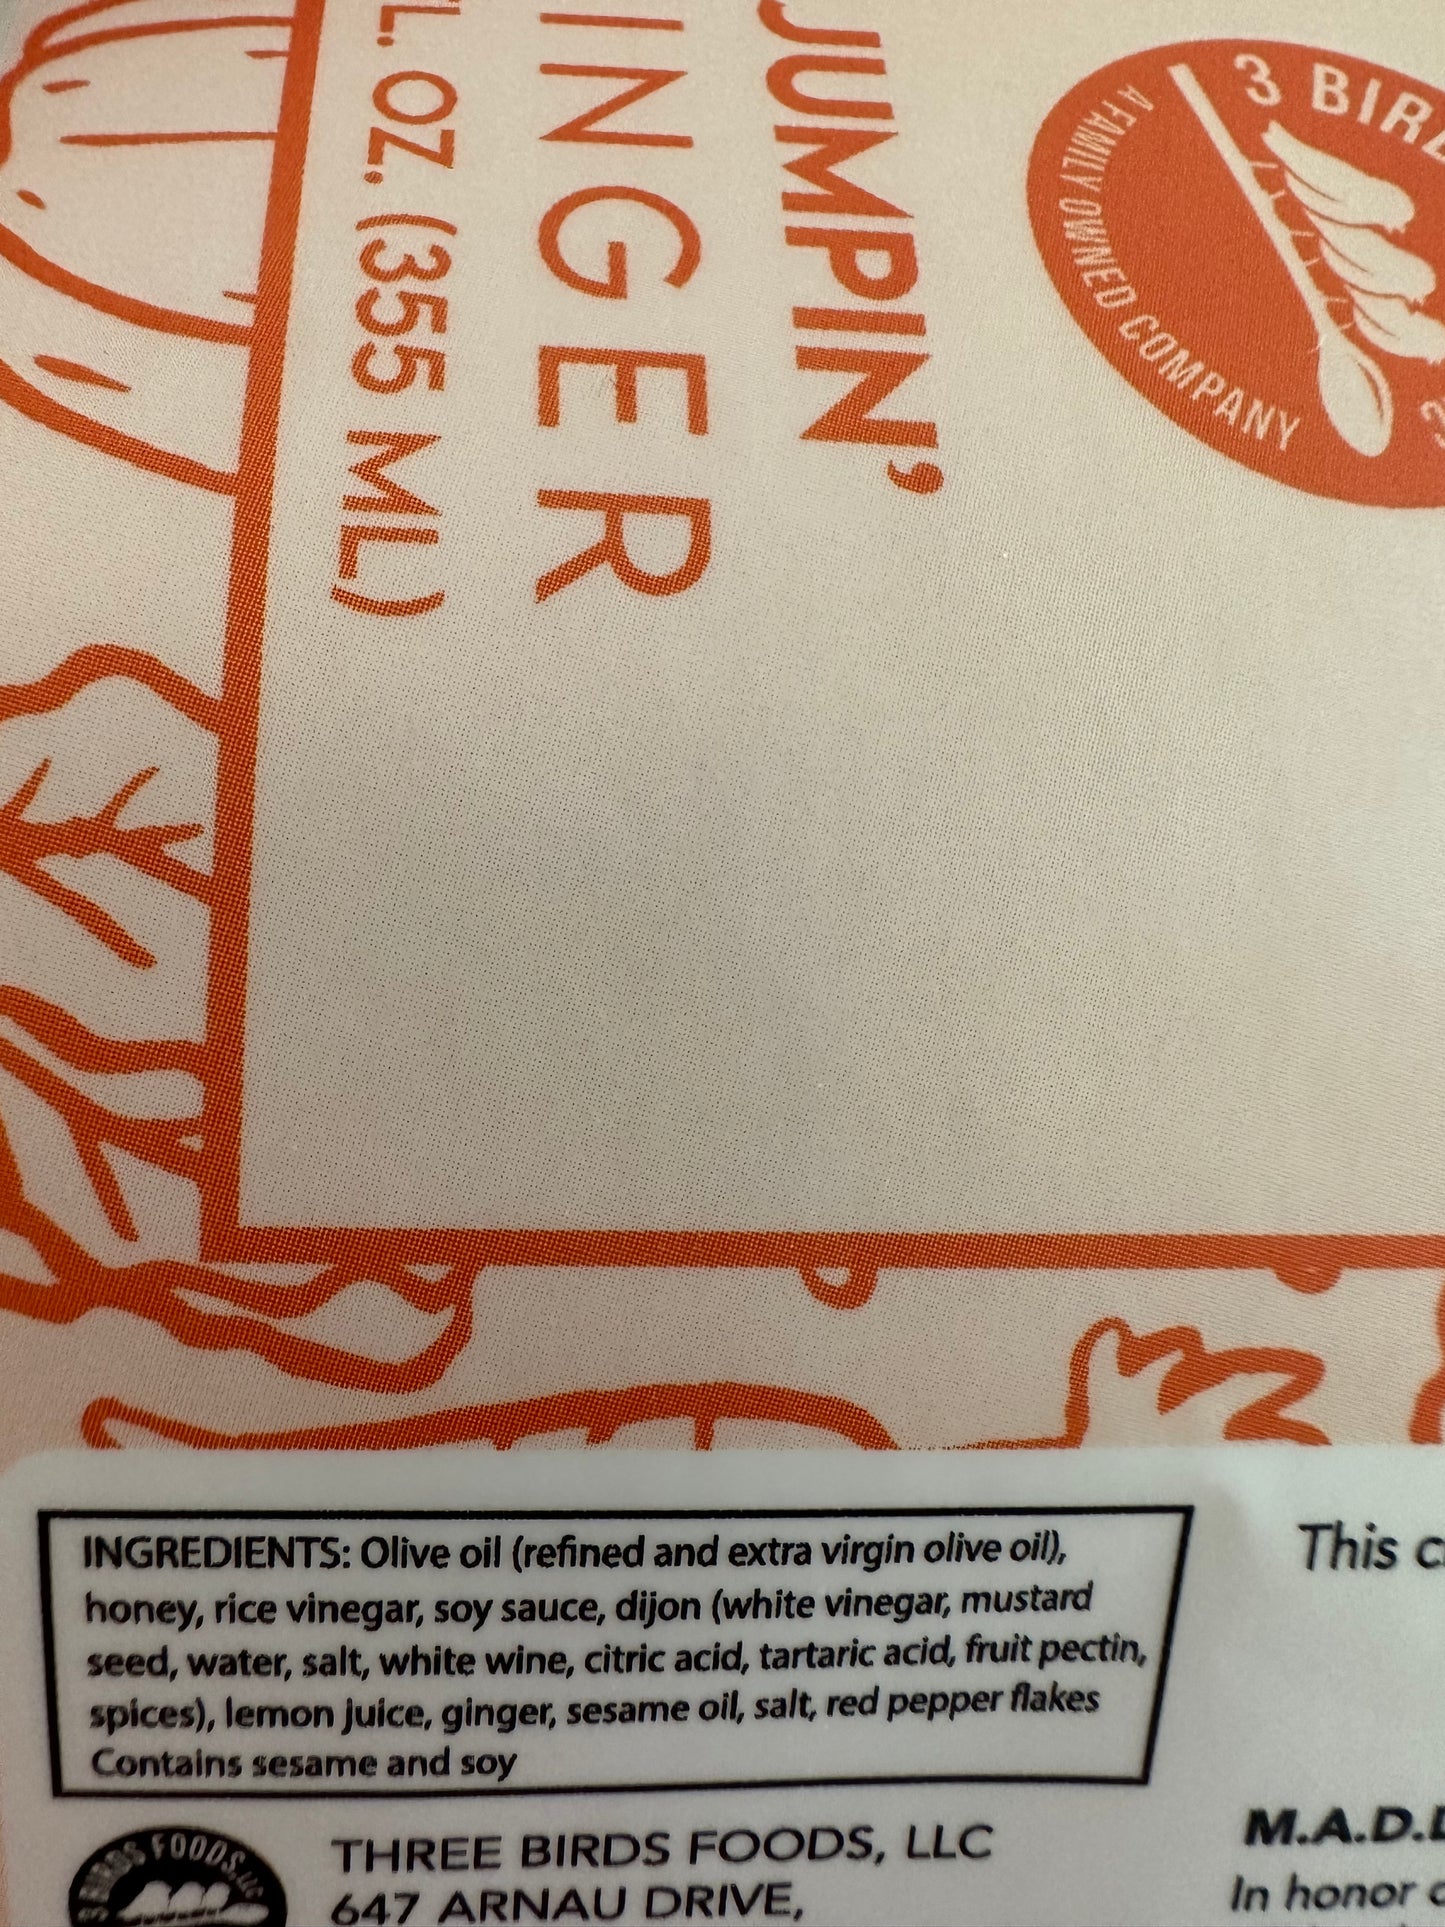 3
A FAMILY OWNED COMPANY
JUMPIN'
INGER
L. OZ. (355 ML)
INGREDIENTS: Olive oil (refined and extra virgin olive oil),
honey, rice vinegar, soy sauce, dijon (white vinegar, mustard
seed, water, salt, white wine, citric acid, tartaric acid, fruit pectin,
spices), lemon juice, ginger, sesame oil, salt, red pepper flakes
Contains sesame and soy
This
M.A.D.
In honor
BIRDS FOODS, LLC
THREE BIRDS FOODS, LLC
647 ARNAU DRIVE,